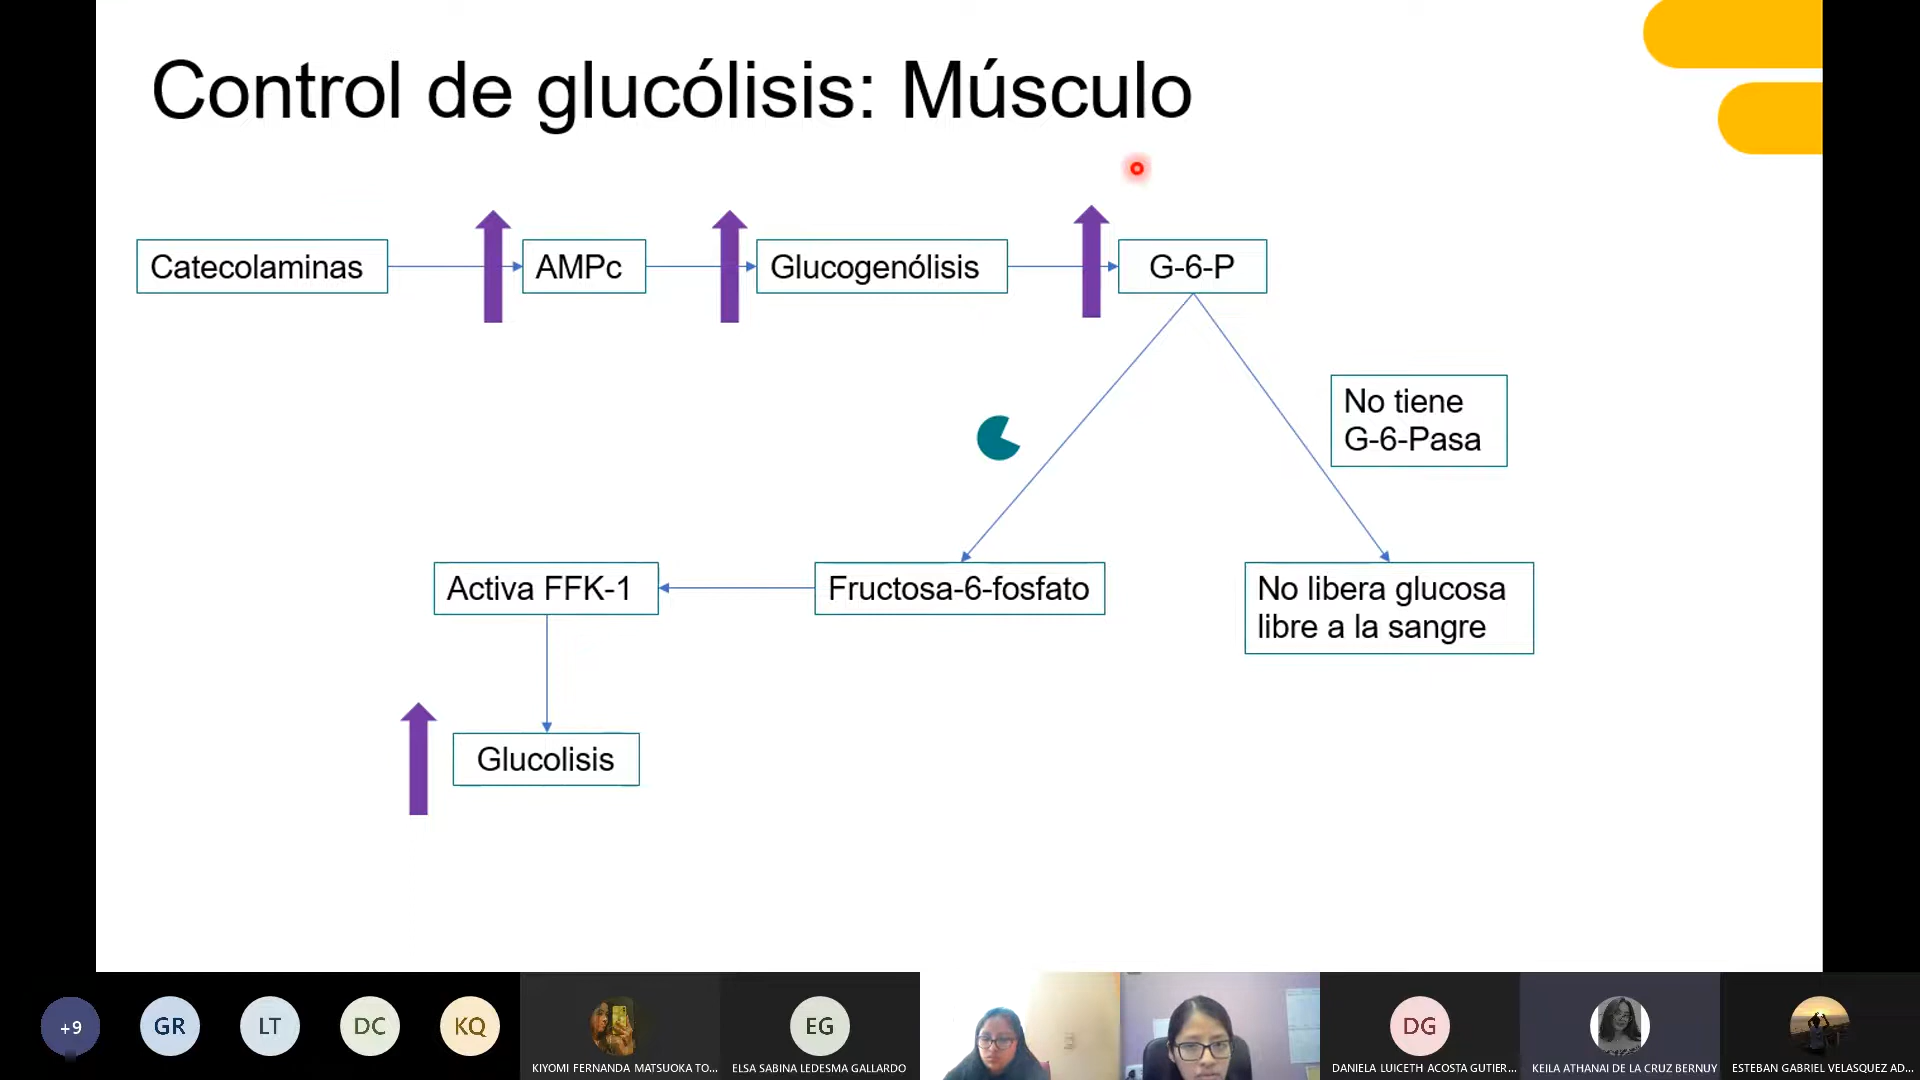 Control de glucólisis: Músculo
Catecolaminas
AMPc
Glucogenólisis
G-6-P
No tiene
G-6-Pasa
Activa FFK-1
Fructosa-6-fosfato
No libera glucosa
libre a la sangre
Glucolisis
+9
GR
LT
DC
KQ
KIYOMI FERNANDA MATSUOKA TO...
EG
ELSA SABINA LEDESMA GALLARDO
DG
DANIELA LUICETH ACOSTA GUTIER...
KEILA ATHANAI DE LA CRUZ BERNUY
ESTEBAN GABRIEL VELASQUEZ AD...